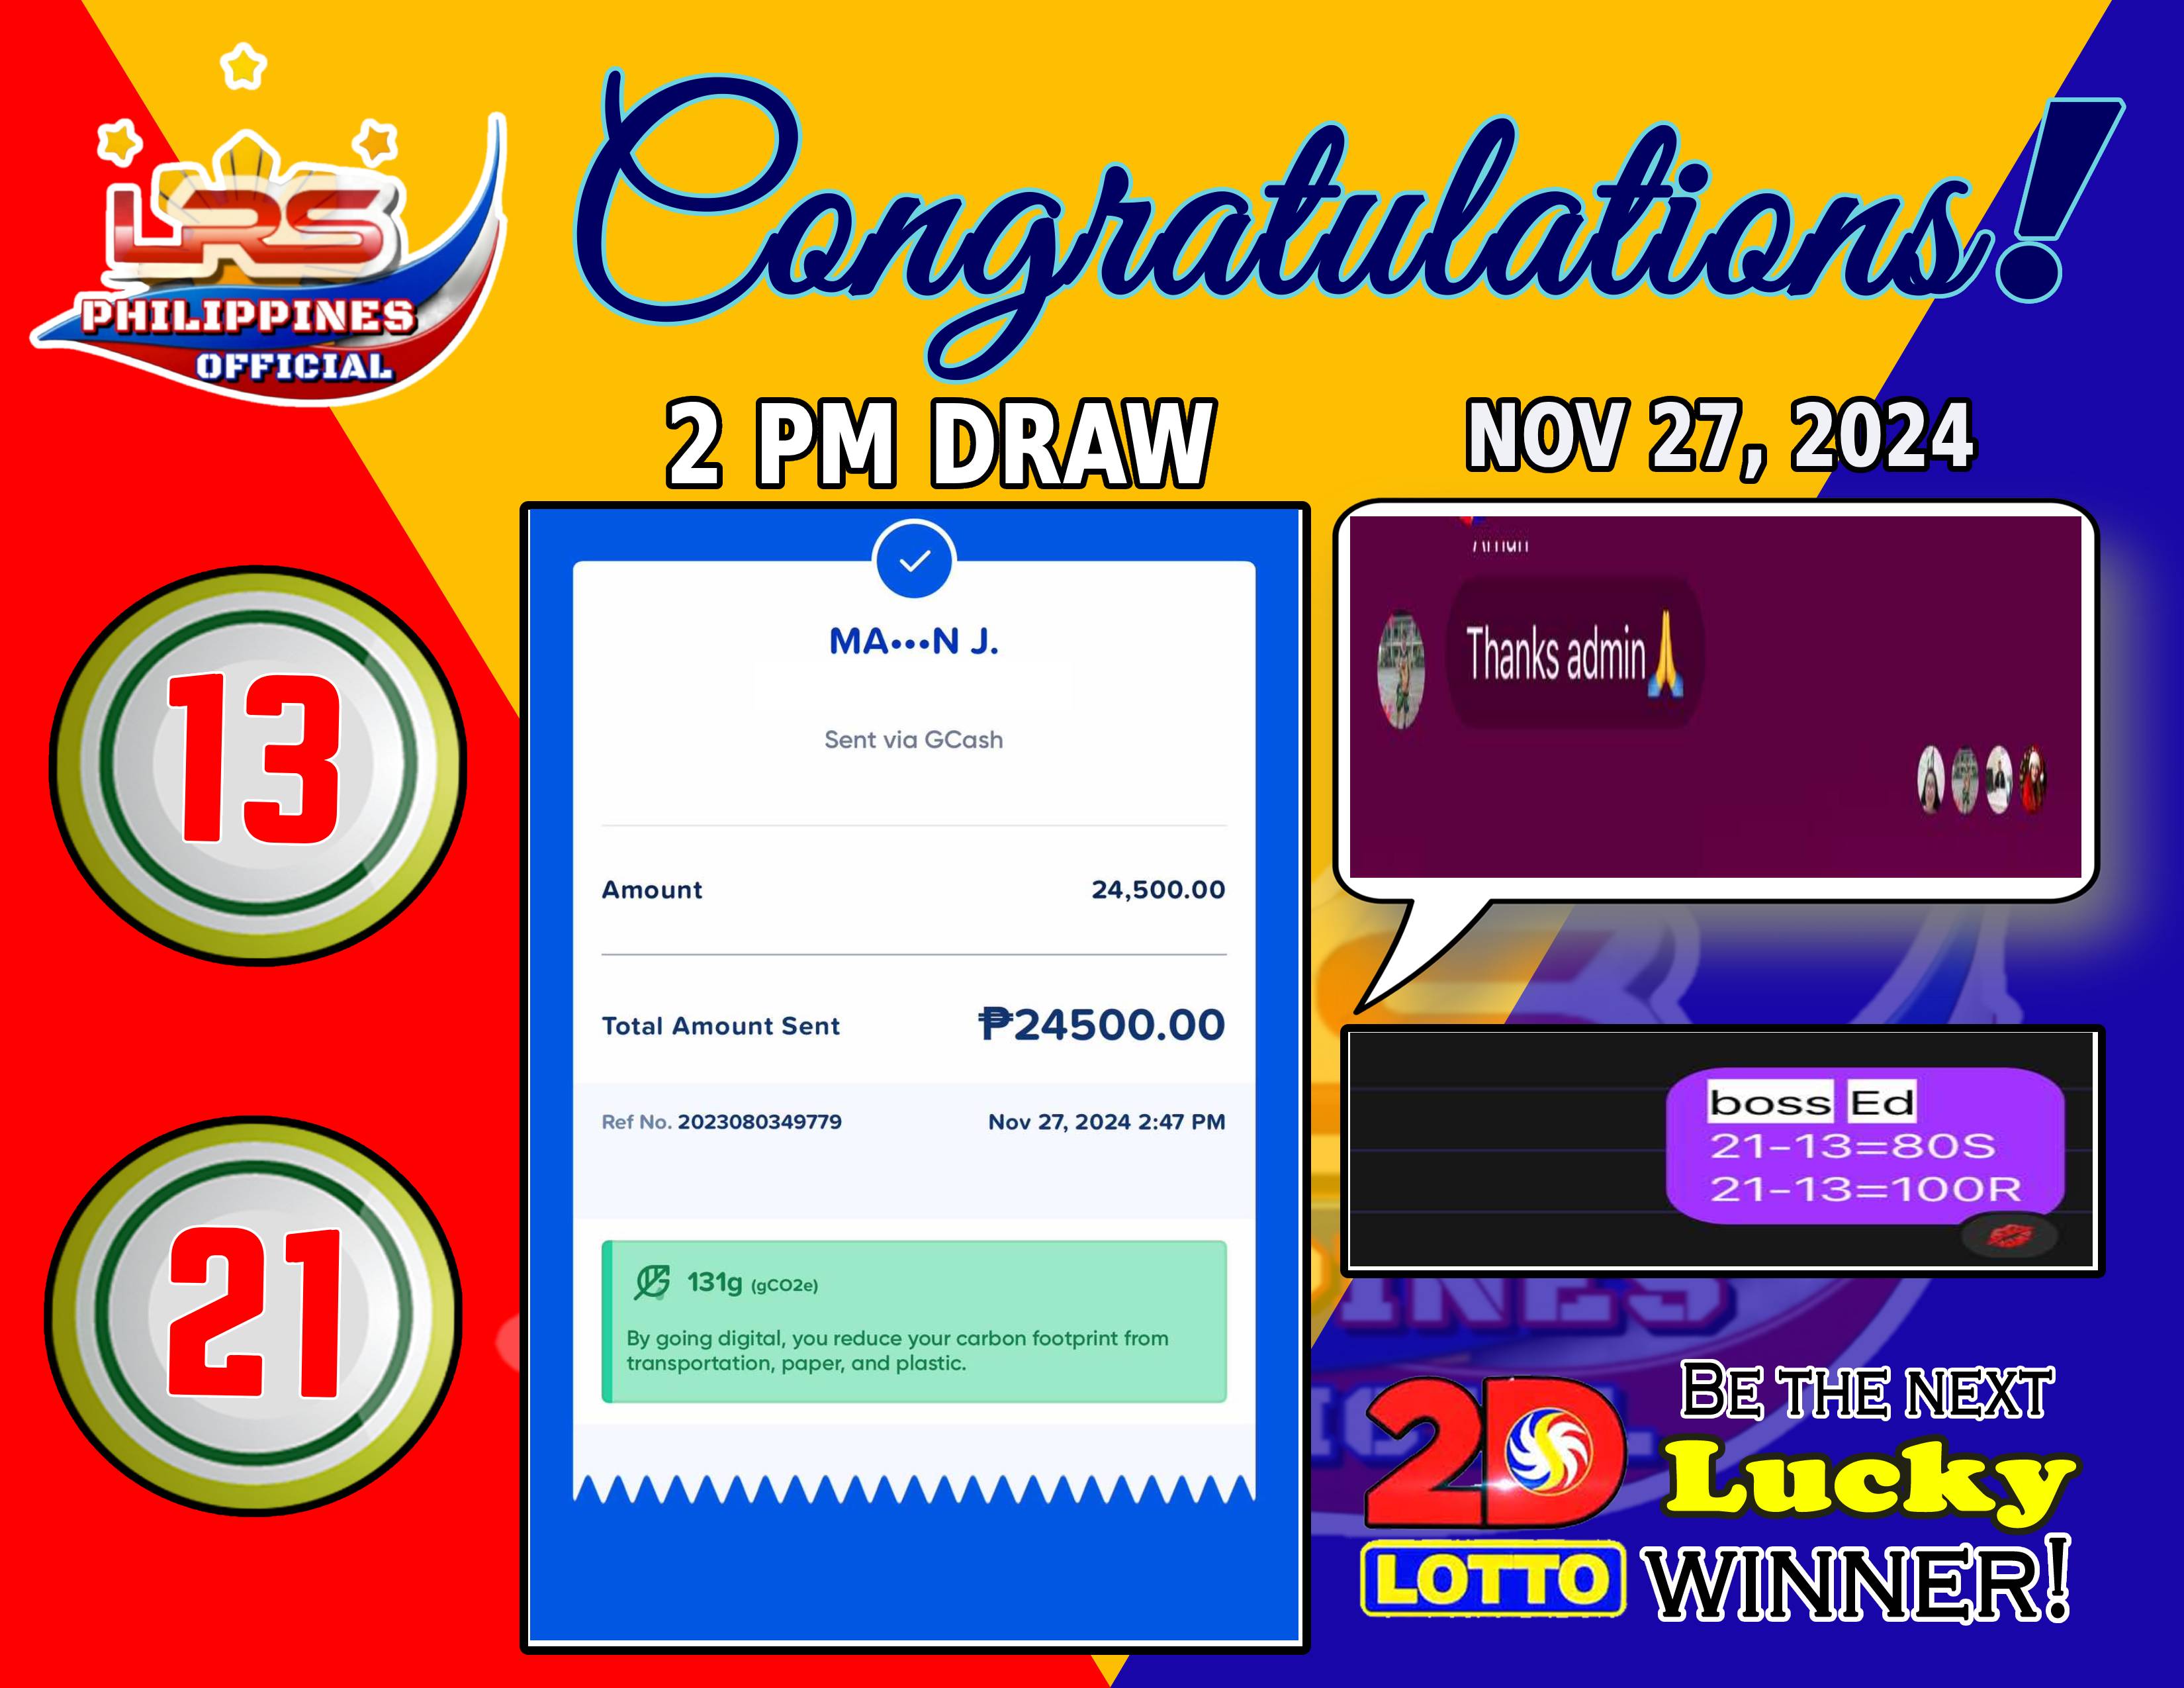 LRS
PHILIPPINES
OFFICIAL
Congratulations!
2 PM DRAW
NOV 27, 2024
13
21
MA•••N J.
Sent via GCash
Amount 24,500.00
Total Amount Sent ₱24500.00
Ref No. 2023080349779 Nov 27, 2024 2:47 PM
131g (gCO2e)
By going digital, you reduce your carbon footprint from
transportation, paper, and plastic.
Thanks admin🙏
boss Ed
21-13=80S
21-13=100R
2D
LOTTO
BE THE NEXT
Lucky
WINNER!